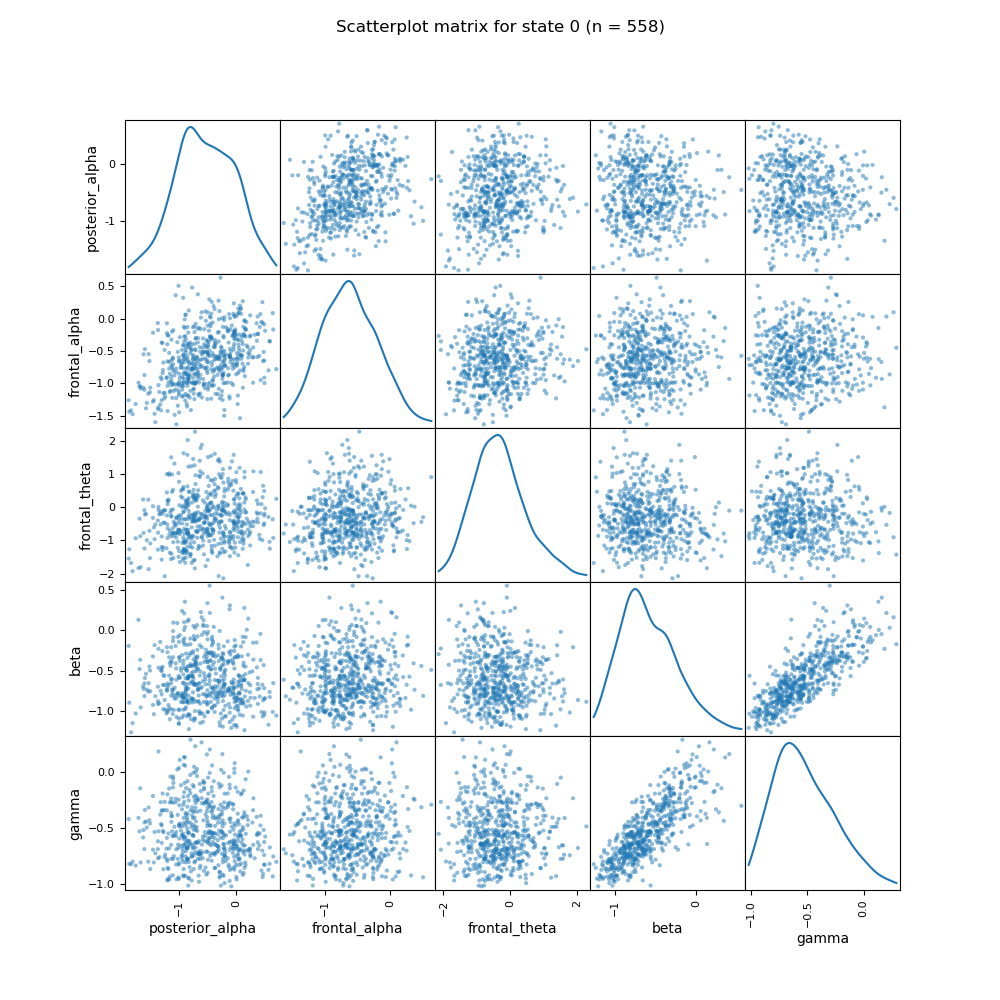 Scatterplot matrix for state 0 (n = 558)
posterior_alpha
0
-1
frontal_alpha
0.5
0.0
−0.5
−1.0
−1.5
frontal_theta
2
1
0
−1
−2
beta
0.5
0.0
−0.5
−1.0
gamma
0.0
−0.5
−1.0
−1 0 −1 0 −2 0 2 −1 0 −1.0 −0.5 0.0
posterior_alpha frontal_alpha frontal_theta beta gamma